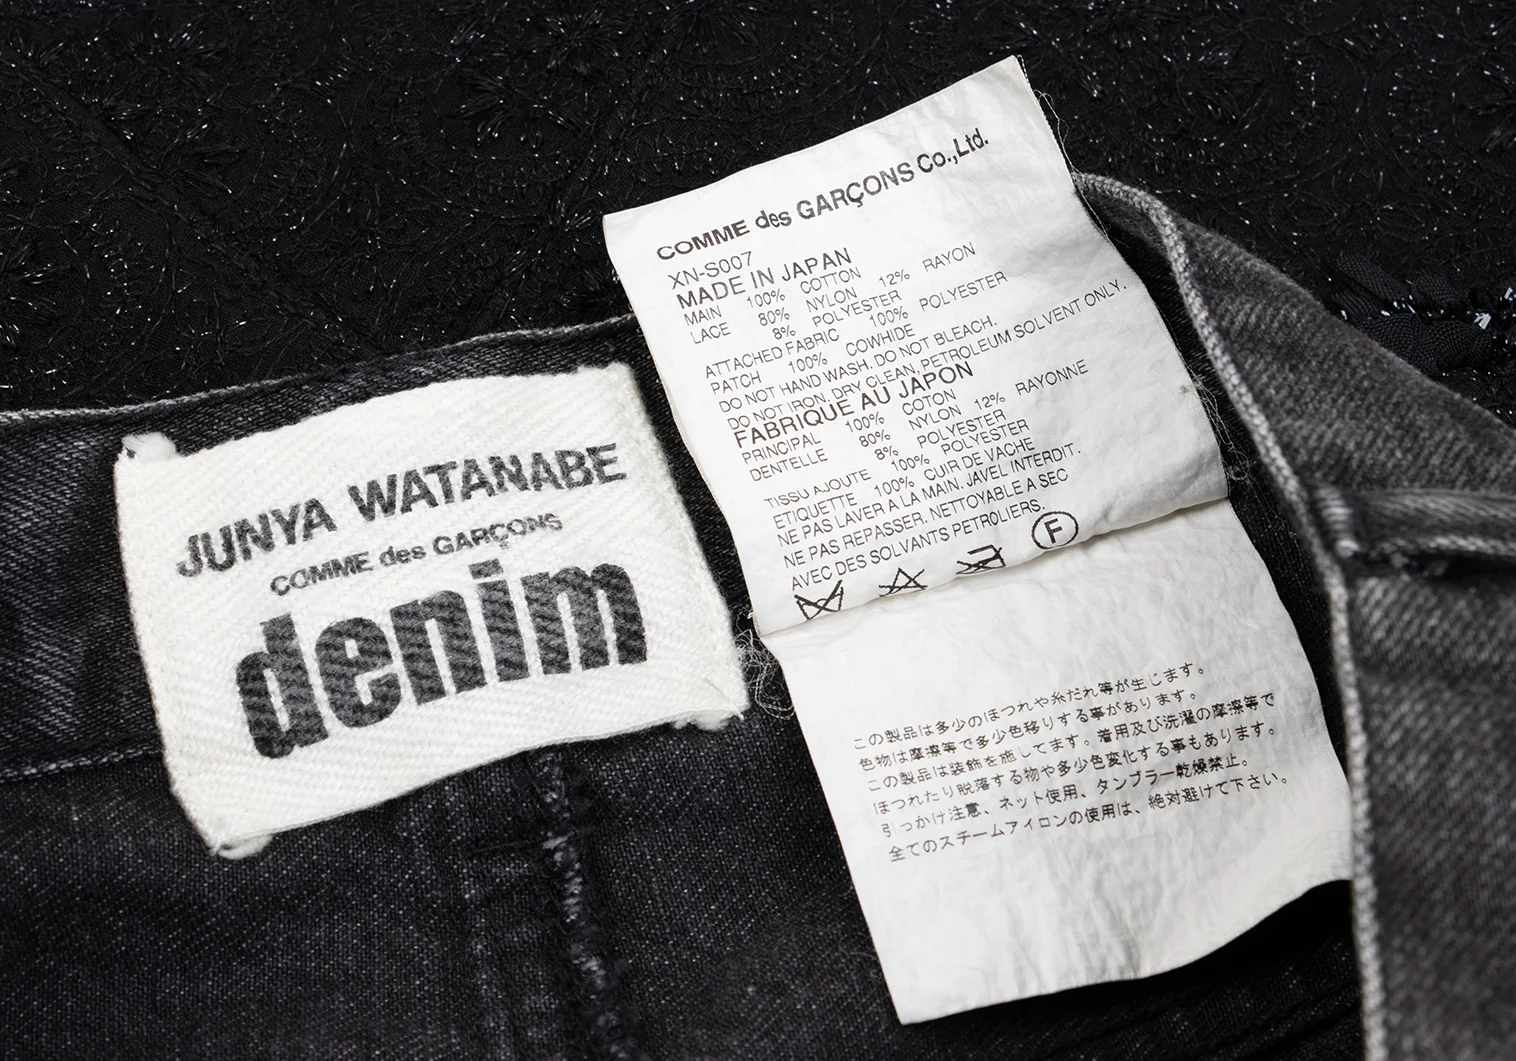 JUNYA WATANABE
COMME des GARÇONS
denim
COMME des GARÇONS Co.,Ltd.
XN-S007
MADE IN JAPAN
MAIN 100% COTTON
LACE 80% NYLON 12% RAYON
8% POLYESTER
ATTACHED FABRIC 100% POLYESTER
PATCH 100% COWHIDE
DO NOT HAND WASH. DO NOT BLEACH.
DO NOT IRON. DRY CLEAN, PETROLEUM SOLVENT ONLY.
FABRIQUE AU JAPON
PRINCIPAL 100% COTON
DENTELLE 80% NYLON 12% RAYONNE
8% POLYESTER
TISSU AJOUTE 100% POLYESTER
ETIQUETTE 100% CUIR DE VACHE
NE PAS LAVER A LA MAIN. JAVEL INTERDIT.
NE PAS REPASSER. NETTOYABLE A SEC
AVEC DES SOLVANTS PETROLIERS.
F
この製品は多少のほつれや糸だれ等が生じます。
色物は摩擦等で多少色移りする事があります。
この製品は装飾を施してます。着用及び洗濯の摩擦等で
ほつれたり脱落する物や多少色変化する事もあります。
引っかけ注意、ネット使用、タンブラー乾燥禁止。
全てのスチームアイロンの使用は、絶対避けて下さい。